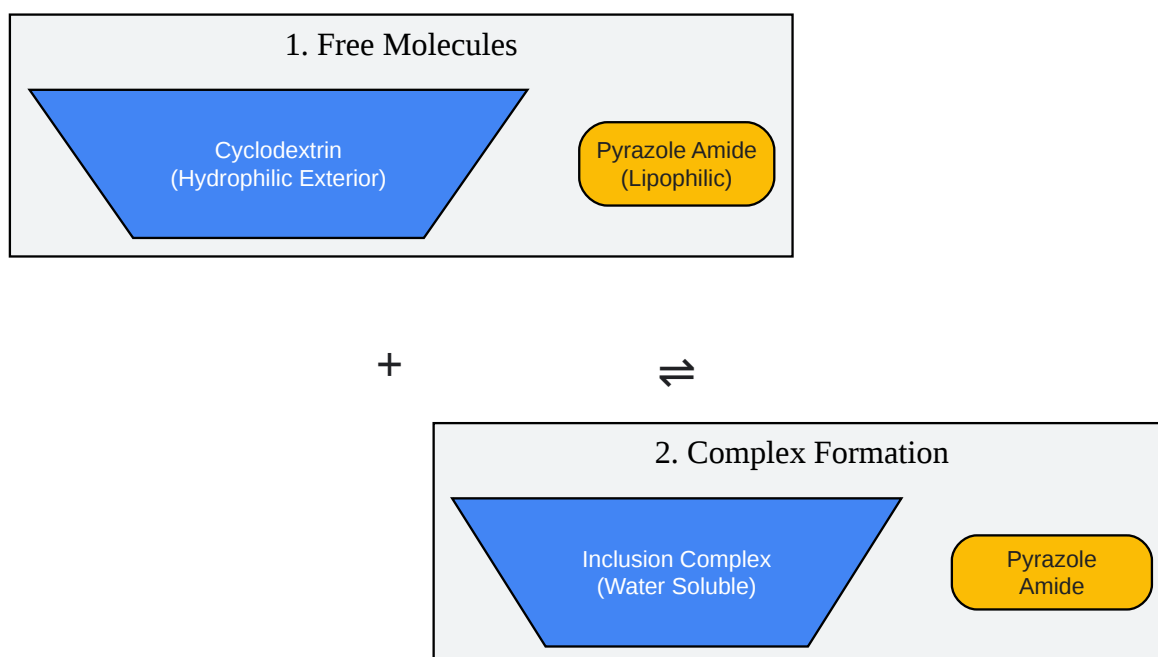 1. Free Molecules
Cyclodextrin
(Hydrophilic Exterior)
Pyrazole Amide
(Lipophilic)
+
⇌
2. Complex Formation
Inclusion Complex
(Water Soluble)
Pyrazole
Amide